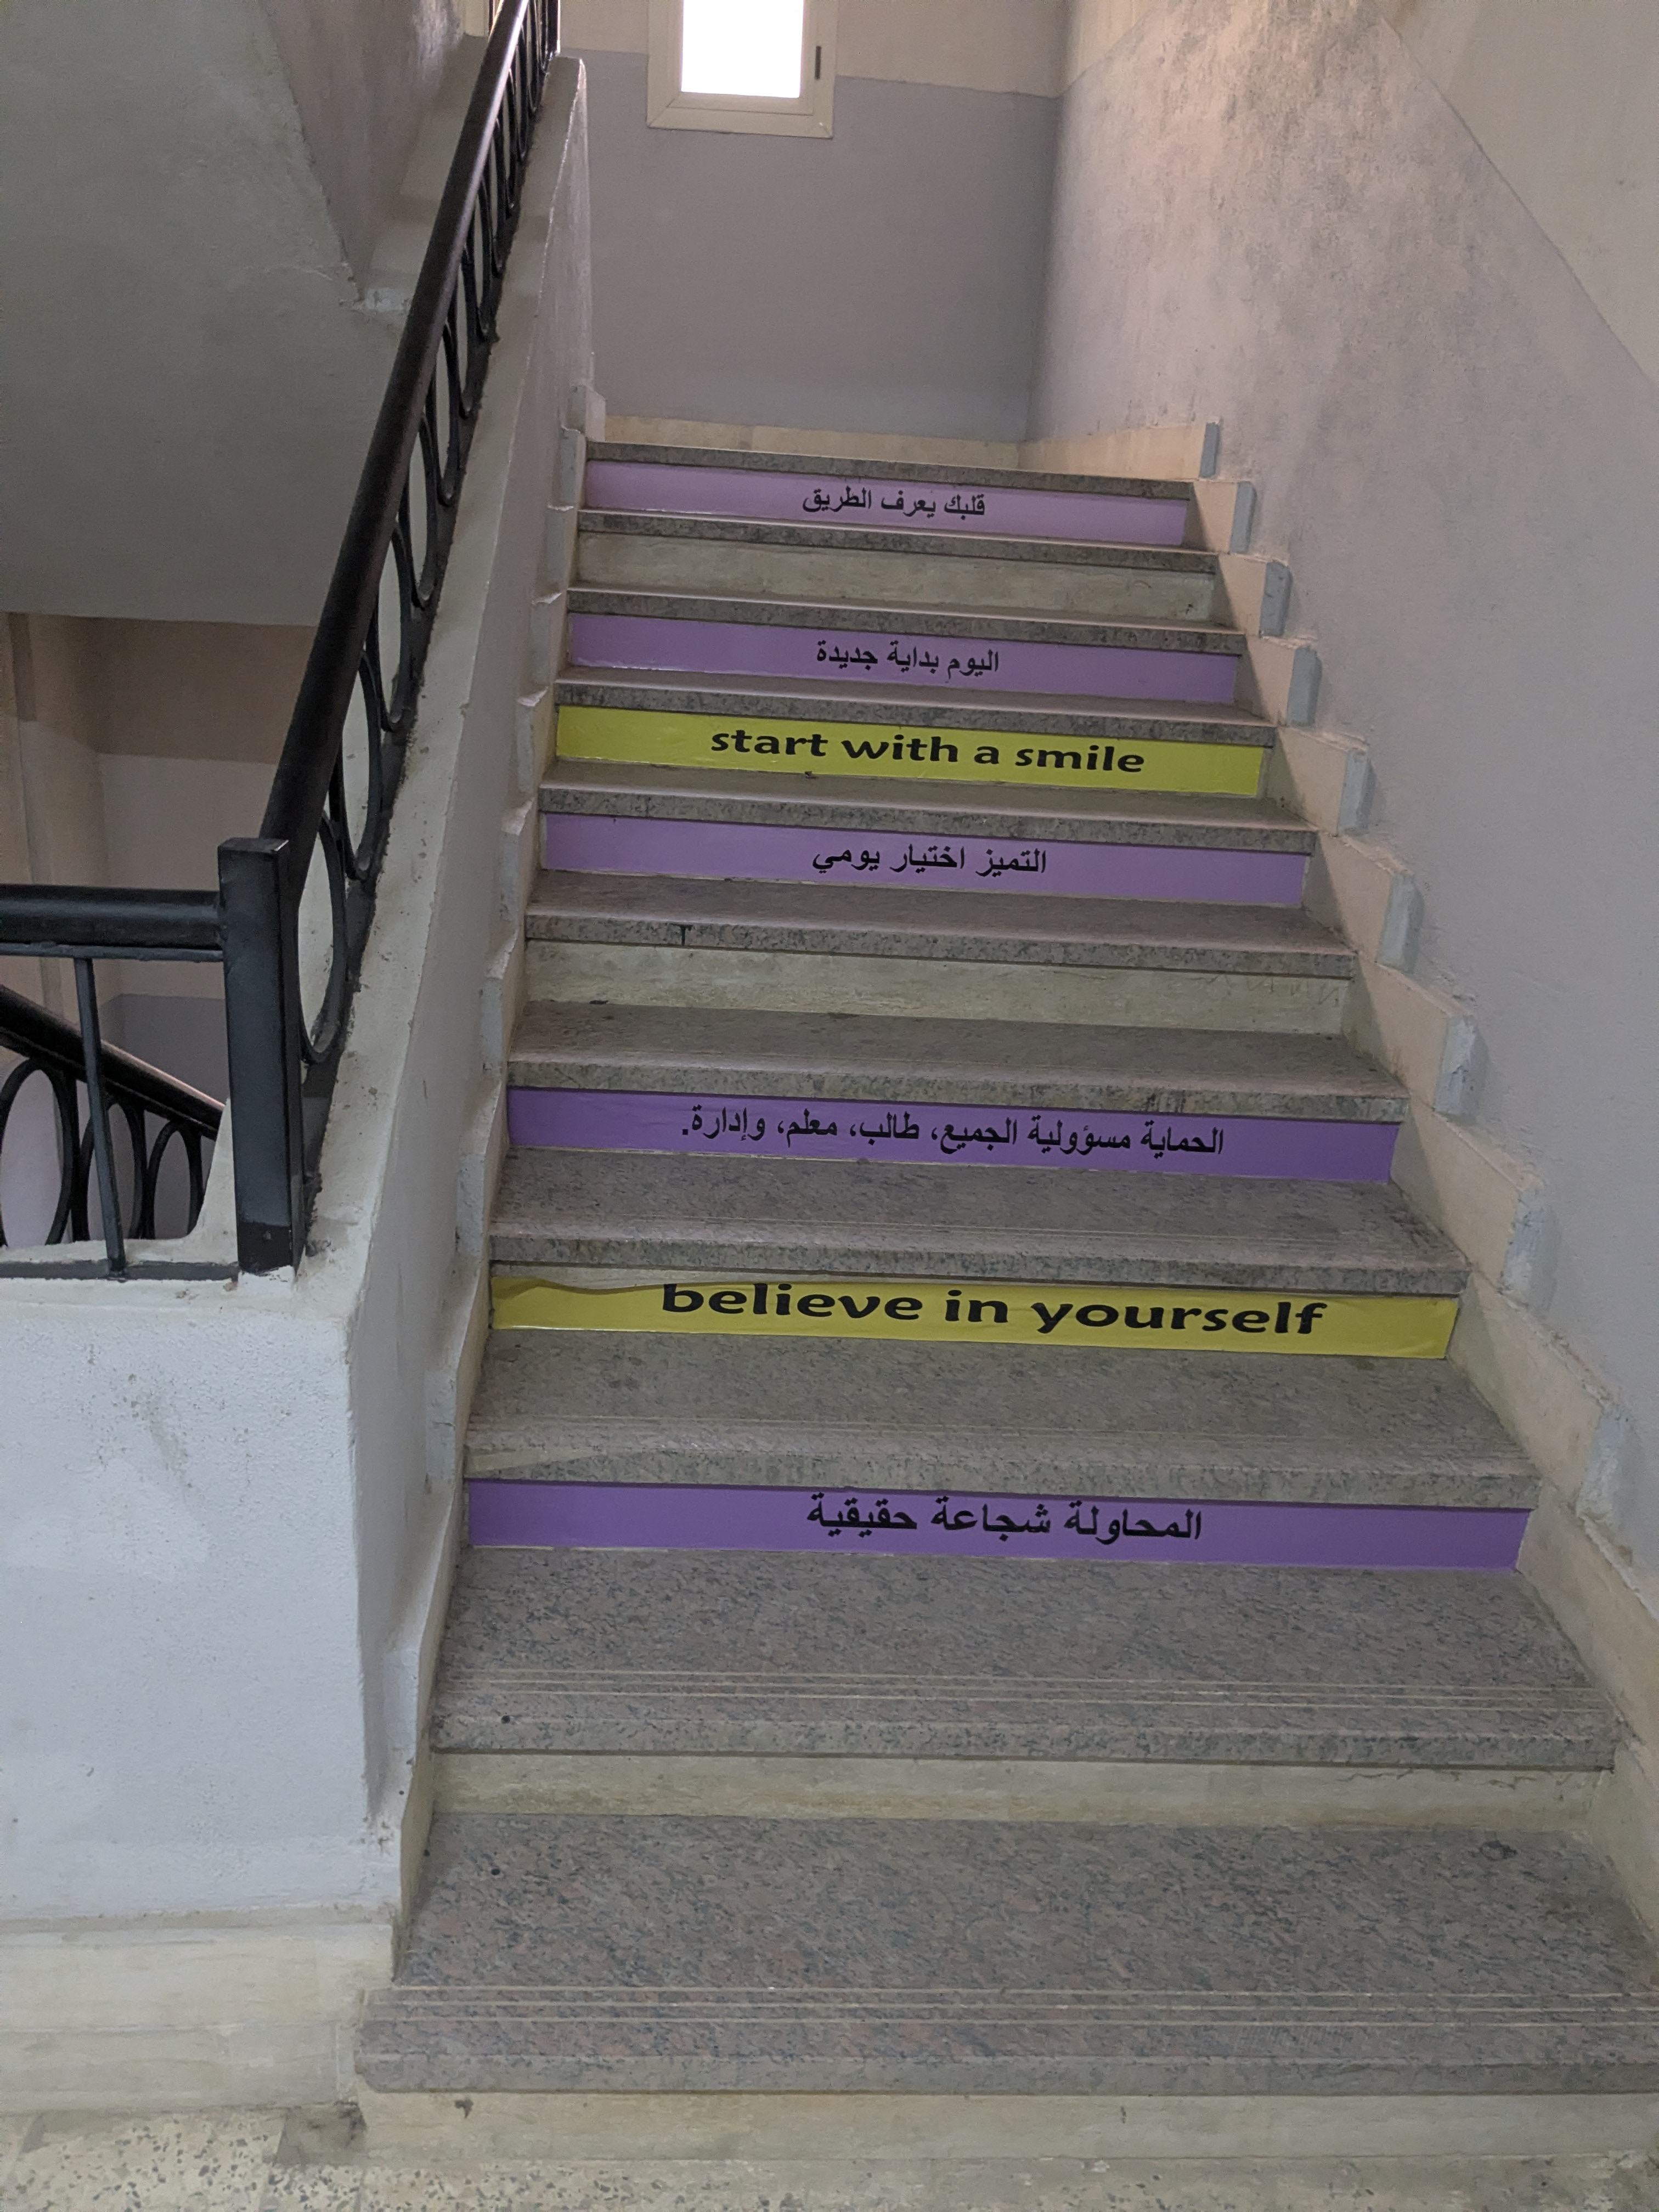 قلبك يعرف الطريق
اليوم بداية جديدة
start with a smile
التميز اختيار يومي
الحماية مسؤولية الجميع، طالب، معلم، وإدارة.
believe in yourself
المحاولة شجاعة حقيقية